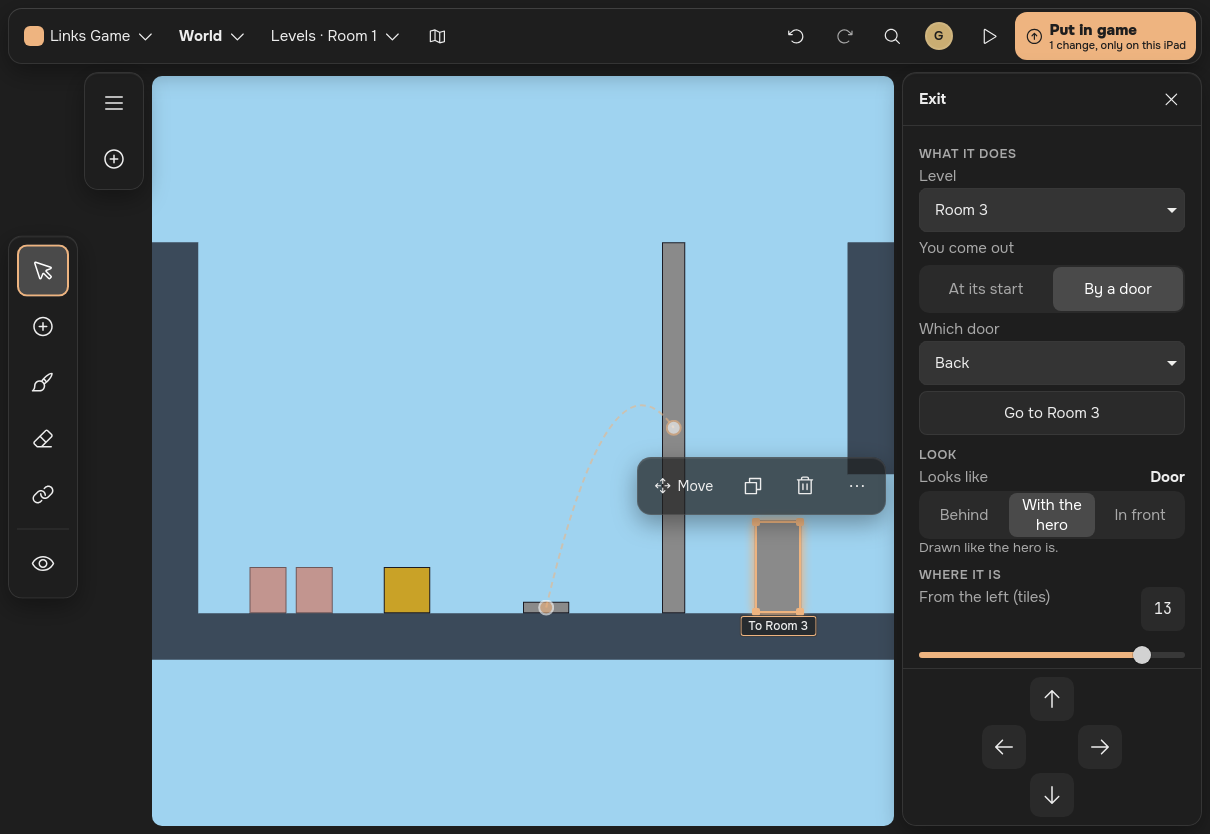 Links Game
World
Levels · Room 1
G
Put in game
1 change, only on this iPad
Exit
WHAT IT DOES
Level
Room 3
You come out
At its start
By a door
Which door
Back
Go to Room 3
LOOK
Looks like
Door
Behind
With the
hero
In front
Drawn like the hero is.
WHERE IT IS
From the left (tiles)
13
Move
To Room 3